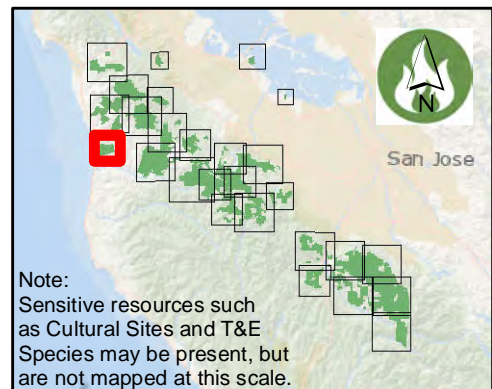 N
San Jose
Note:
Sensitive resources such
as Cultural Sites and T&E
Species may be present, but
are not mapped at this scale.